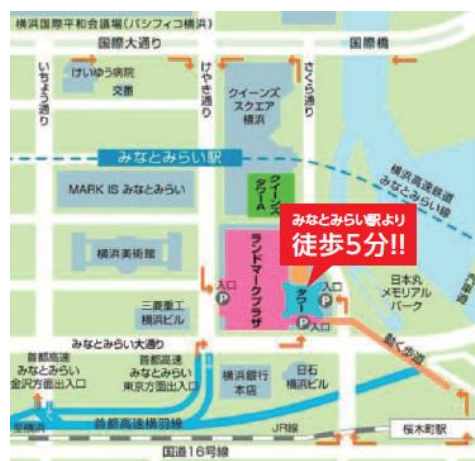 横浜国際平和会議場(パシフィコ横浜)
国際大通り
国際橋
いちょう通り
けいゆう病院
交番
けやき通り
クイーンズ
スクエア
横浜
さくら通り
みなとみらい駅
横浜高速鉄道
みなとみらい線
MARK IS みなとみらい
クイーンズ
タワーA
みなとみらい駅より
徒歩5分!!
横浜美術館
ランドマークプラザ
タワー
入口
P
入口
P
P入口
日本丸
メモリアル
パーク
三菱重工
横浜ビル
みなとみらい大通り
動く歩道
首都高速
みなとみらい
金沢方面出入口
首都高速
みなとみらい
東京方面出入口
横浜銀行
本店
日石
横浜ビル
至横浜
首都高速横羽線
JR線
桜木町駅
国道16号線